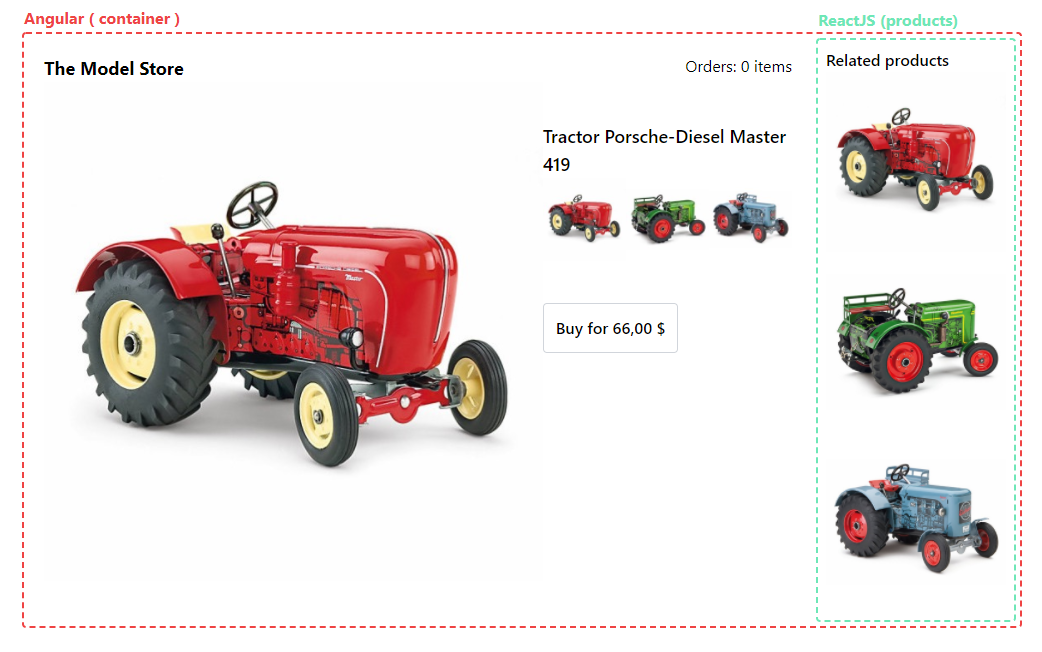 Angular ( container )
ReactJS (products)
The Model Store
Orders: 0 items
Related products
Tractor Porsche-Diesel Master
419
Buy for 66,00 $